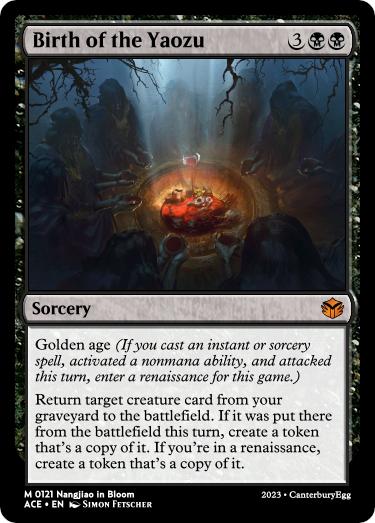 Birth of the Yaozu 3
Sorcery
Golden age (If you cast an instant or sorcery
spell, activated a nonmana ability, and attacked
this turn, enter a renaissance for this game.)
Return target creature card from your
graveyard to the battlefield. If it was put there
from the battlefield this turn, create a token
that's a copy of it. If you're in a renaissance,
create a token that's a copy of it.
M 0121 Nangjiao in Bloom
ACE • EN Simon Fetscher
2023 • CanterburyEgg